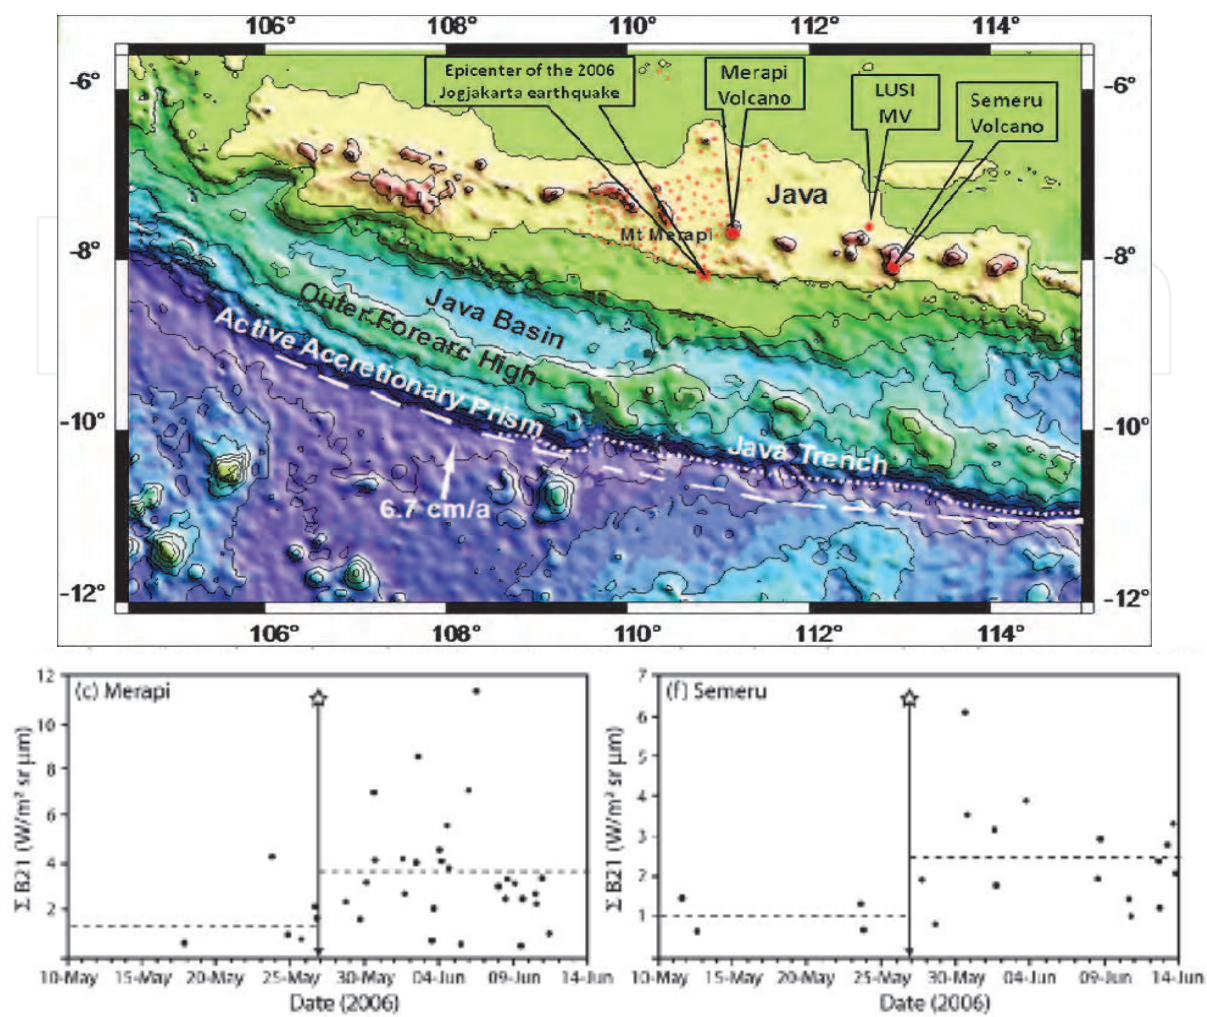 106° 108° 110° 112° 114°
-6° -6°
Epicenter of the 2006
Jogjakarta earthquake
Merapi
Volcano
LUSI
MV
Semeru
Volcano
Java
Mt Merapi
-8° -8°
Java Basin
Outer Forearc High
Active Accretionary Prism
-10° -10°
Java Trench
6.7 cm/a
-12° -12°
106° 108° 110° 112° 114°
(c) Merapi
Σ B21 (W/m² sr µm)
12
10
8
6
4
2
10-May 15-May 20-May 25-May 30-May 04-Jun 09-Jun 14-Jun
Date (2006)
(f) Semeru
Σ B21 (W/m² sr µm)
7
6
5
4
3
2
1
10-May 15-May 20-May 25-May 30-May 04-Jun 09-Jun 14-Jun
Date (2006)